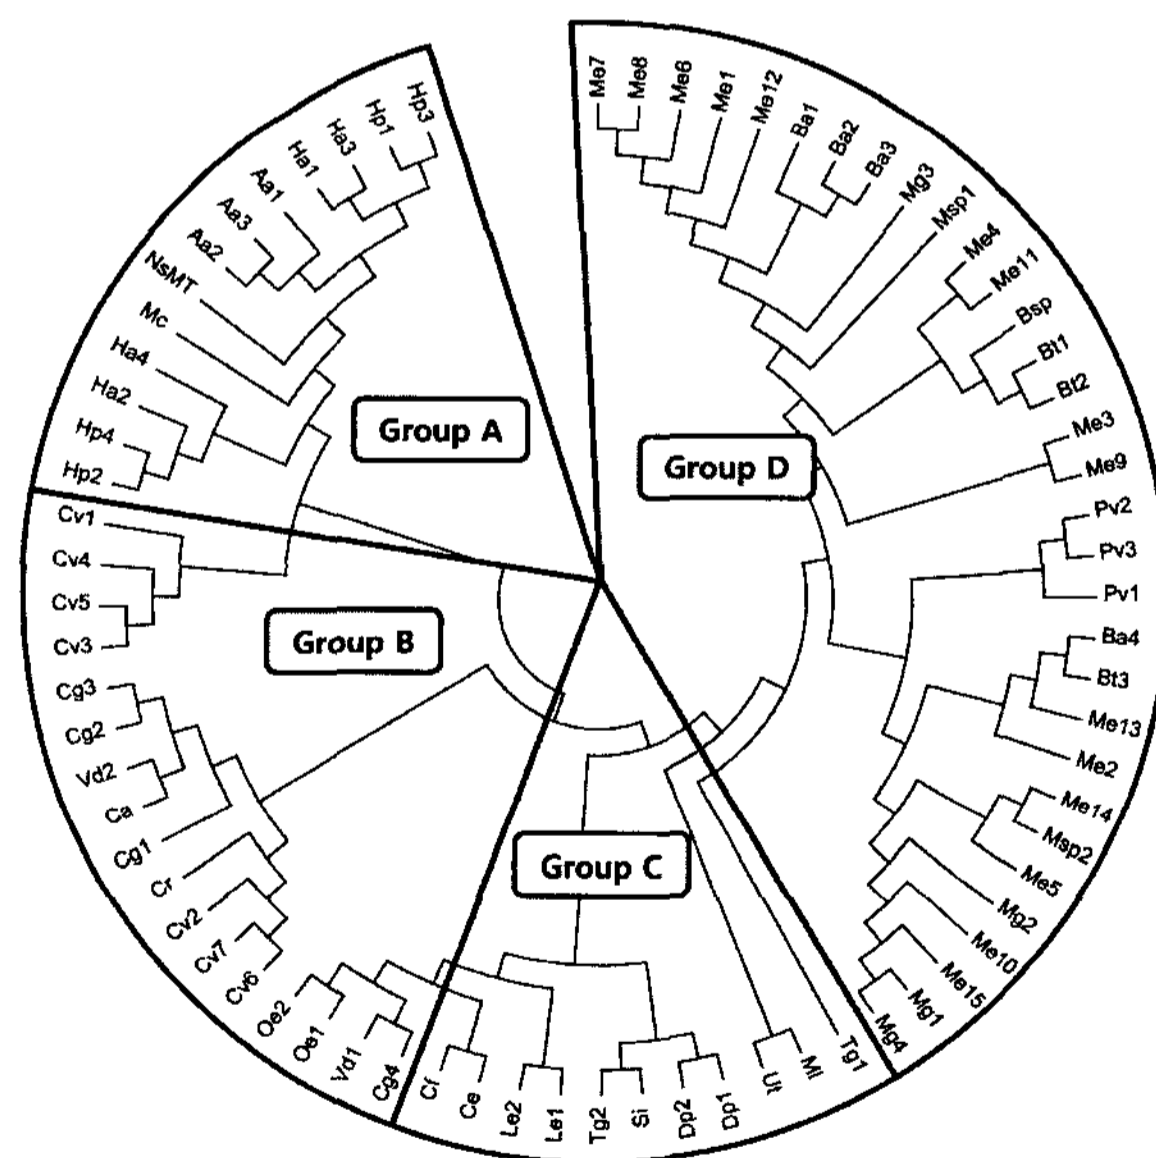 Hp3
Hp1
Ha3
Ha1
Aa1
Aa3
Aa2
NsMT
Mc
Ha4
Ha2
Hp4
Hp2
Group A
Cv1
Cv4
Cv5
Cv3
Cg3
Cg2
Vd2
Ca
Cg1
Cr
Cv2
Cv7
Cv6
Oe2
Oe1
Vd1
Cg4
Group B
Cf
Ce
Le2
Le1
Tg2
Si
Dp2
Dp1
Ut
Ml
Tg1
Group C
Me7
Me8
Me6
Me1
Me12
Ba1
Ba2
Ba3
Mg3
Msp1
Me4
Me11
Bsp
Bt1
Bt2
Me3
Me9
Pv2
Pv3
Pv1
Ba4
Bt3
Me13
Me2
Me14
Msp2
Me5
Mg2
Me10
Me15
Mg1
Mg4
Group D